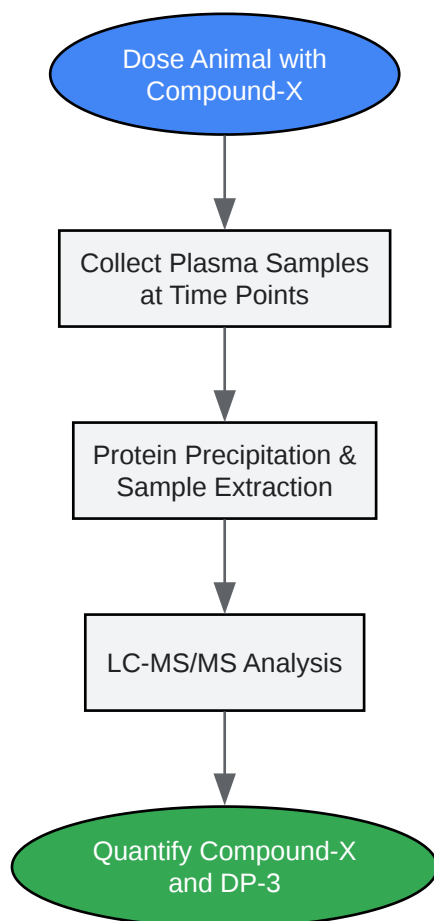 Dose Animal with
Compound-X
Collect Plasma Samples
at Time Points
Protein Precipitation &
Sample Extraction
LC-MS/MS Analysis
Quantify Compound-X
and DP-3